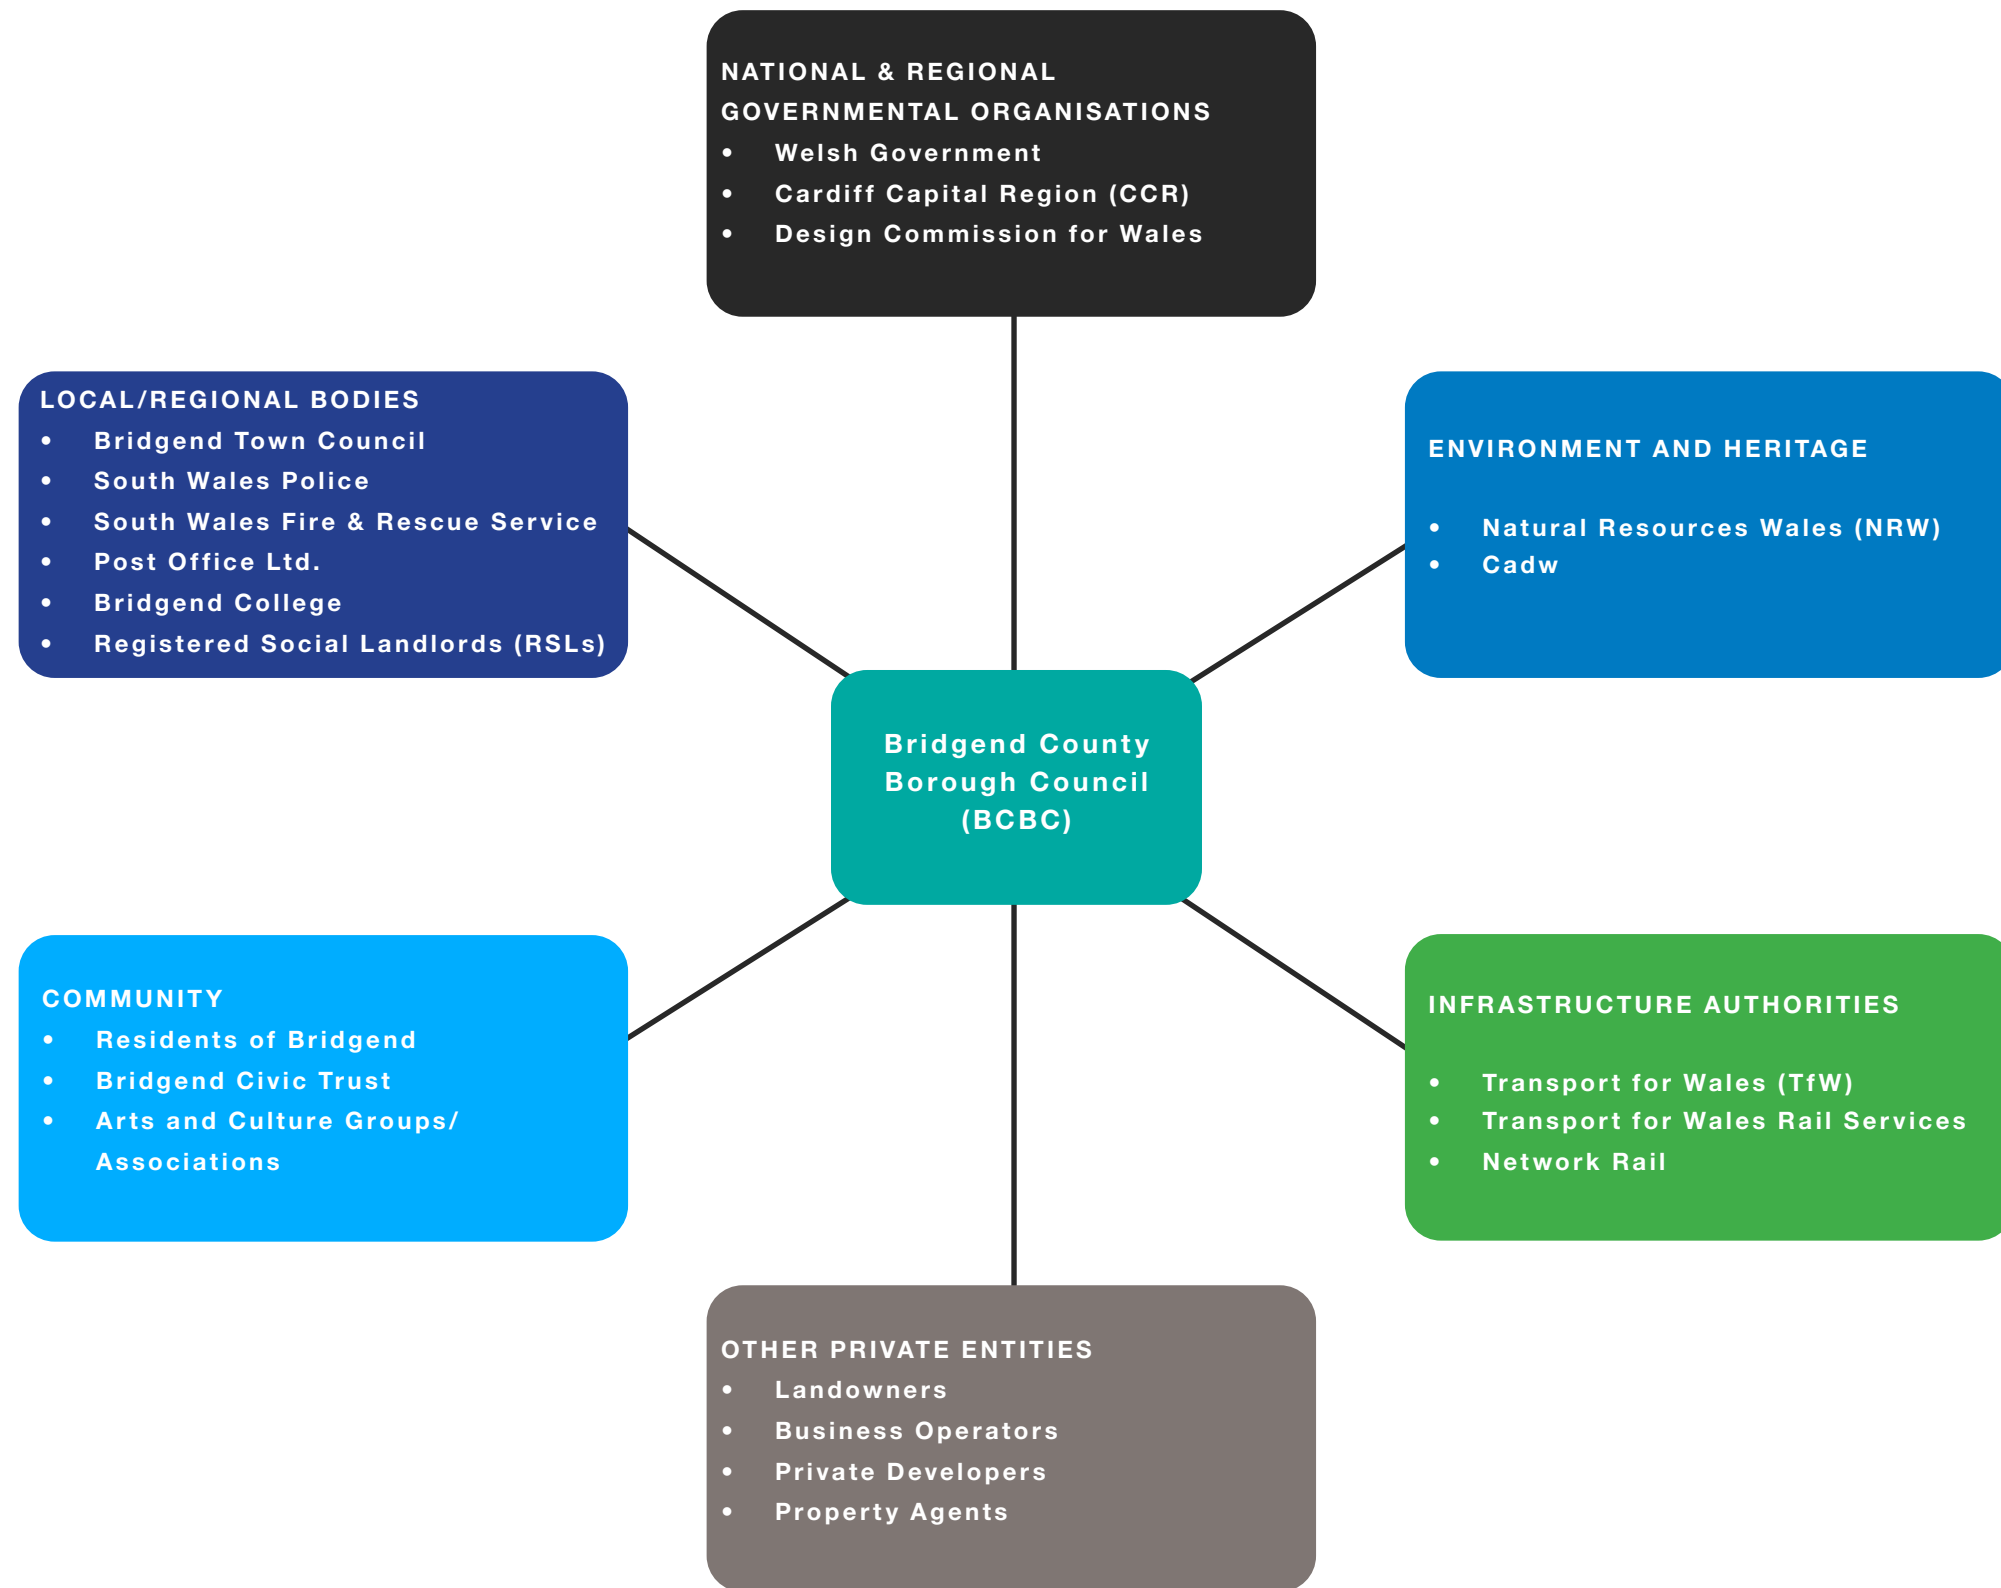 NATIONAL & REGIONAL
GOVERNMENTAL ORGANISATIONS
• Welsh Government
• Cardiff Capital Region (CCR)
• Design Commission for Wales
LOCAL/REGIONAL BODIES
• Bridgend Town Council
• South Wales Police
• South Wales Fire & Rescue Service
• Post Office Ltd.
• Bridgend College
• Registered Social Landlords (RSLs)
ENVIRONMENT AND HERITAGE
• Natural Resources Wales (NRW)
• Cadw
Bridgend County
Borough Council
(BCBC)
COMMUNITY
• Residents of Bridgend
• Bridgend Civic Trust
• Arts and Culture Groups/
Associations
INFRASTRUCTURE AUTHORITIES
• Transport for Wales (TfW)
• Transport for Wales Rail Services
• Network Rail
OTHER PRIVATE ENTITIES
• Landowners
• Business Operators
• Private Developers
• Property Agents